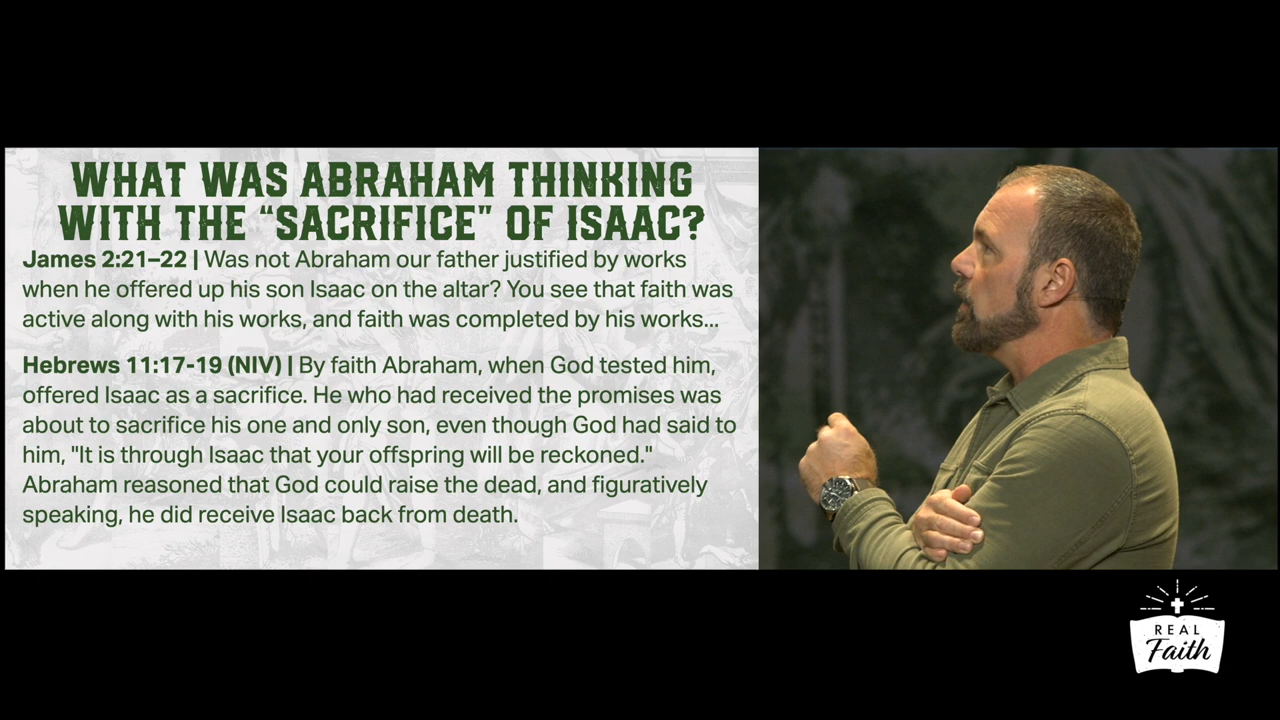 WHAT WAS ABRAHAM THINKING
WITH THE “SACRIFICE” OF ISAAC?
James 2:21–22 | Was not Abraham our father justified by works
when he offered up his son Isaac on the altar? You see that faith was
active along with his works, and faith was completed by his works...
Hebrews 11:17-19 (NIV) | By faith Abraham, when God tested him,
offered Isaac as a sacrifice. He who had received the promises was
about to sacrifice his one and only son, even though God had said to
him, "It is through Isaac that your offspring will be reckoned."
Abraham reasoned that God could raise the dead, and figuratively
speaking, he did receive Isaac back from death.
REAL
Faith